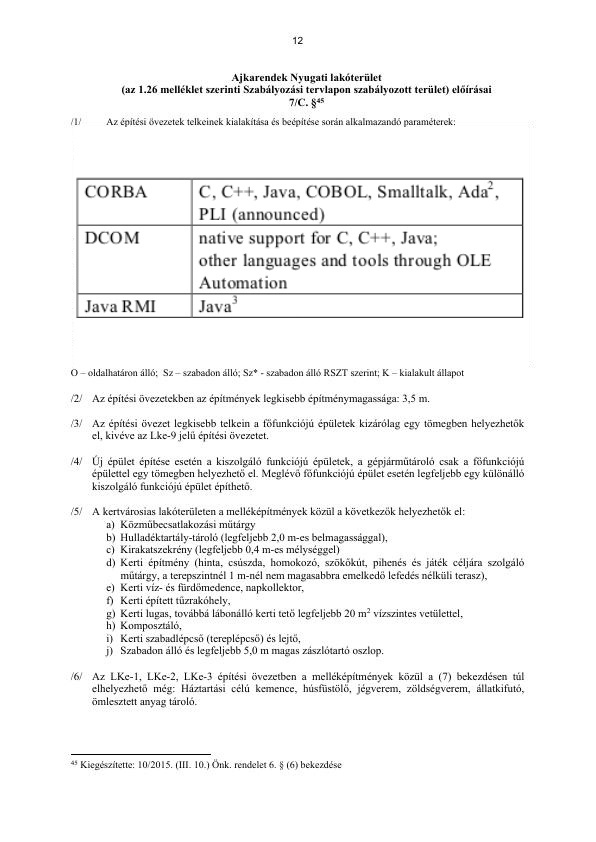 12
Ajkarendek Nyugati lakóterület
(az 1.26 melléklet szerinti Szabályozási tervlapon szabályozott terület) előírásai
7/C. §⁴⁵
/1/ Az építési övezetek telkeinek kialakítása és beépítése során alkalmazandó paraméterek:
CORBA C, C++, Java, COBOL, Smalltalk, Ada²,
PLI (announced)
DCOM native support for C, C++, Java;
other languages and tools through OLE
Automation
Java RMI Java³
O – oldalhatáron álló; Sz – szabadon álló; Sz* - szabadon álló RSZT szerint; K – kialakult állapot
/2/ Az építési övezetekben az építmények legkisebb építménymagassága: 3,5 m.
/3/ Az építési övezet legkisebb telkein a főfunkciójú épületek kizárólag egy tömegben helyezhetők
el, kivéve az Lke-9 jelű építési övezetet.
/4/ Új épület építése esetén a kiszolgáló funkciójú épületek, a gépjárműtároló csak a főfunkciójú
épülettel egy tömegben helyezhető el. Meglévő főfunkciójú épület esetén legfeljebb egy különálló
kiszolgáló funkciójú épület építhető.
/5/ A kertvárosias lakóterületen a melléképítmények közül a következők helyezhetők el:
a) Közműbecsatlakozási műtárgy
b) Hulladéktartály-tároló (legfeljebb 2,0 m-es belmagassággal),
c) Kirakatszekrény (legfeljebb 0,4 m-es mélységgel)
d) Kerti építmény (hinta, csúszda, homokozó, szökőkút, pihenés és játék céljára szolgáló
műtárgy, a terepszintnél 1 m-nél nem magasabbra emelkedő lefedés nélküli terasz),
e) Kerti víz- és fürdőmedence, napkollektor,
f) Kerti épített tűzrakóhely,
g) Kerti lugas, továbbá lábonálló kerti tető legfeljebb 20 m² vízszintes vetülettel,
h) Komposztáló,
i) Kerti szabadlépcső (tereplépcső) és lejtő,
j) Szabadon álló és legfeljebb 5,0 m magas zászlótartó oszlop.
/6/ Az LKe-1, LKe-2, LKe-3 építési övezetben a melléképítmények közül a (7) bekezdésen túl
elhelyezhető még: Háztartási célú kemence, húsfüstölő, jégverem, zöldségverem, állatkifutó,
ömlesztett anyag tároló.
⁴⁵ Kiegészítette: 10/2015. (III. 10.) Önk. rendelet 6. § (6) bekezdése